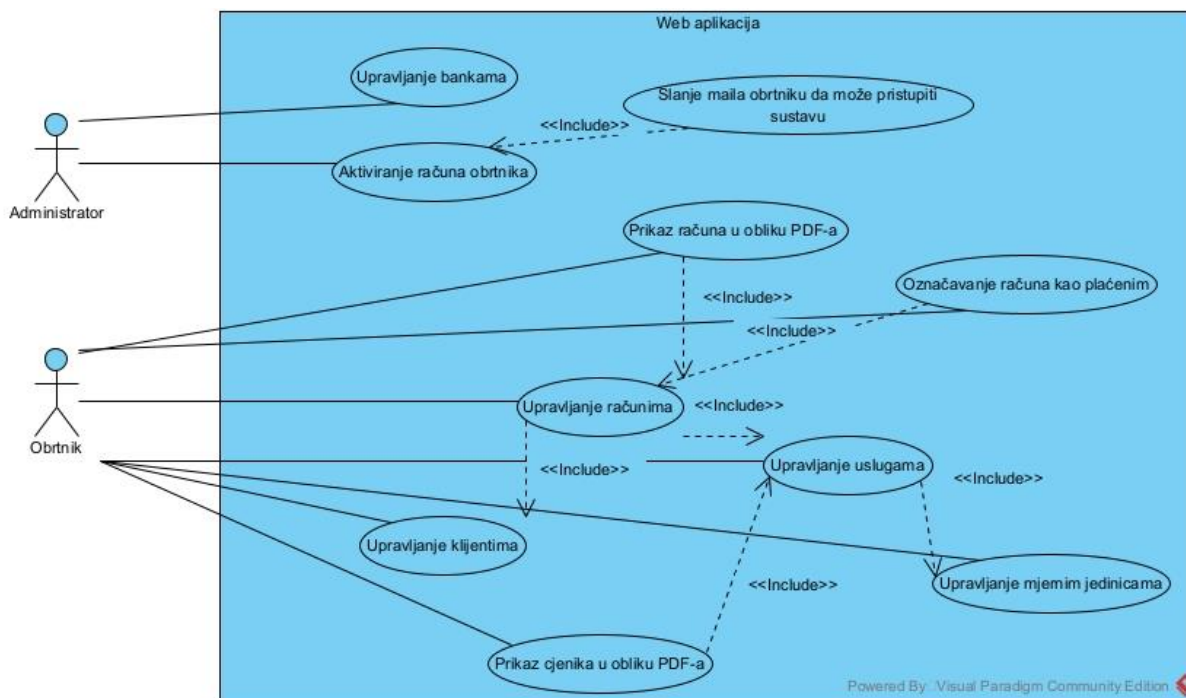 Web aplikacija
Upravljanje bankama
Slanje maila obrtniku da može pristupiti
sustavu
<<Include>>
Aktiviranje računa obrtnika
Administrator
Prikaz računa u obliku PDF-a
Označavanje računa kao plaćenim
<<Include>>
<<Include>>
Upravljanje računima
<<Include>>
Obrtnik
Upravljanje uslugama
<<Include>>
<<Include>>
Upravljanje klijentima
Upravljanje mjernim jedinicama
<<Include>>
Prikaz cjenika u obliku PDF-a
Powered By: Visual Paradigm Community Edition